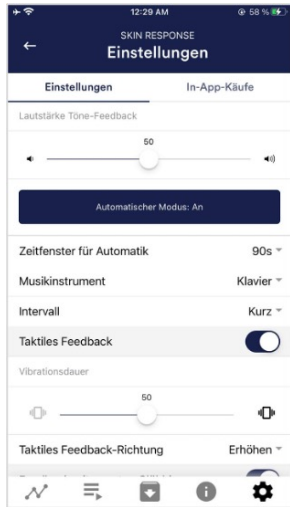 12:29 AM
58 %
SKIN RESPONSE
Einstellungen
Einstellungen
In-App-Käufe
Lautstärke Töne-Feedback
50
Automatischer Modus: An
Zeitfenster für Automatik
90s
Musikinstrument
Klavier
Intervall
Kurz
Taktiles Feedback
Vibrationsdauer
50
Taktiles Feedback-Richtung
Erhöhen